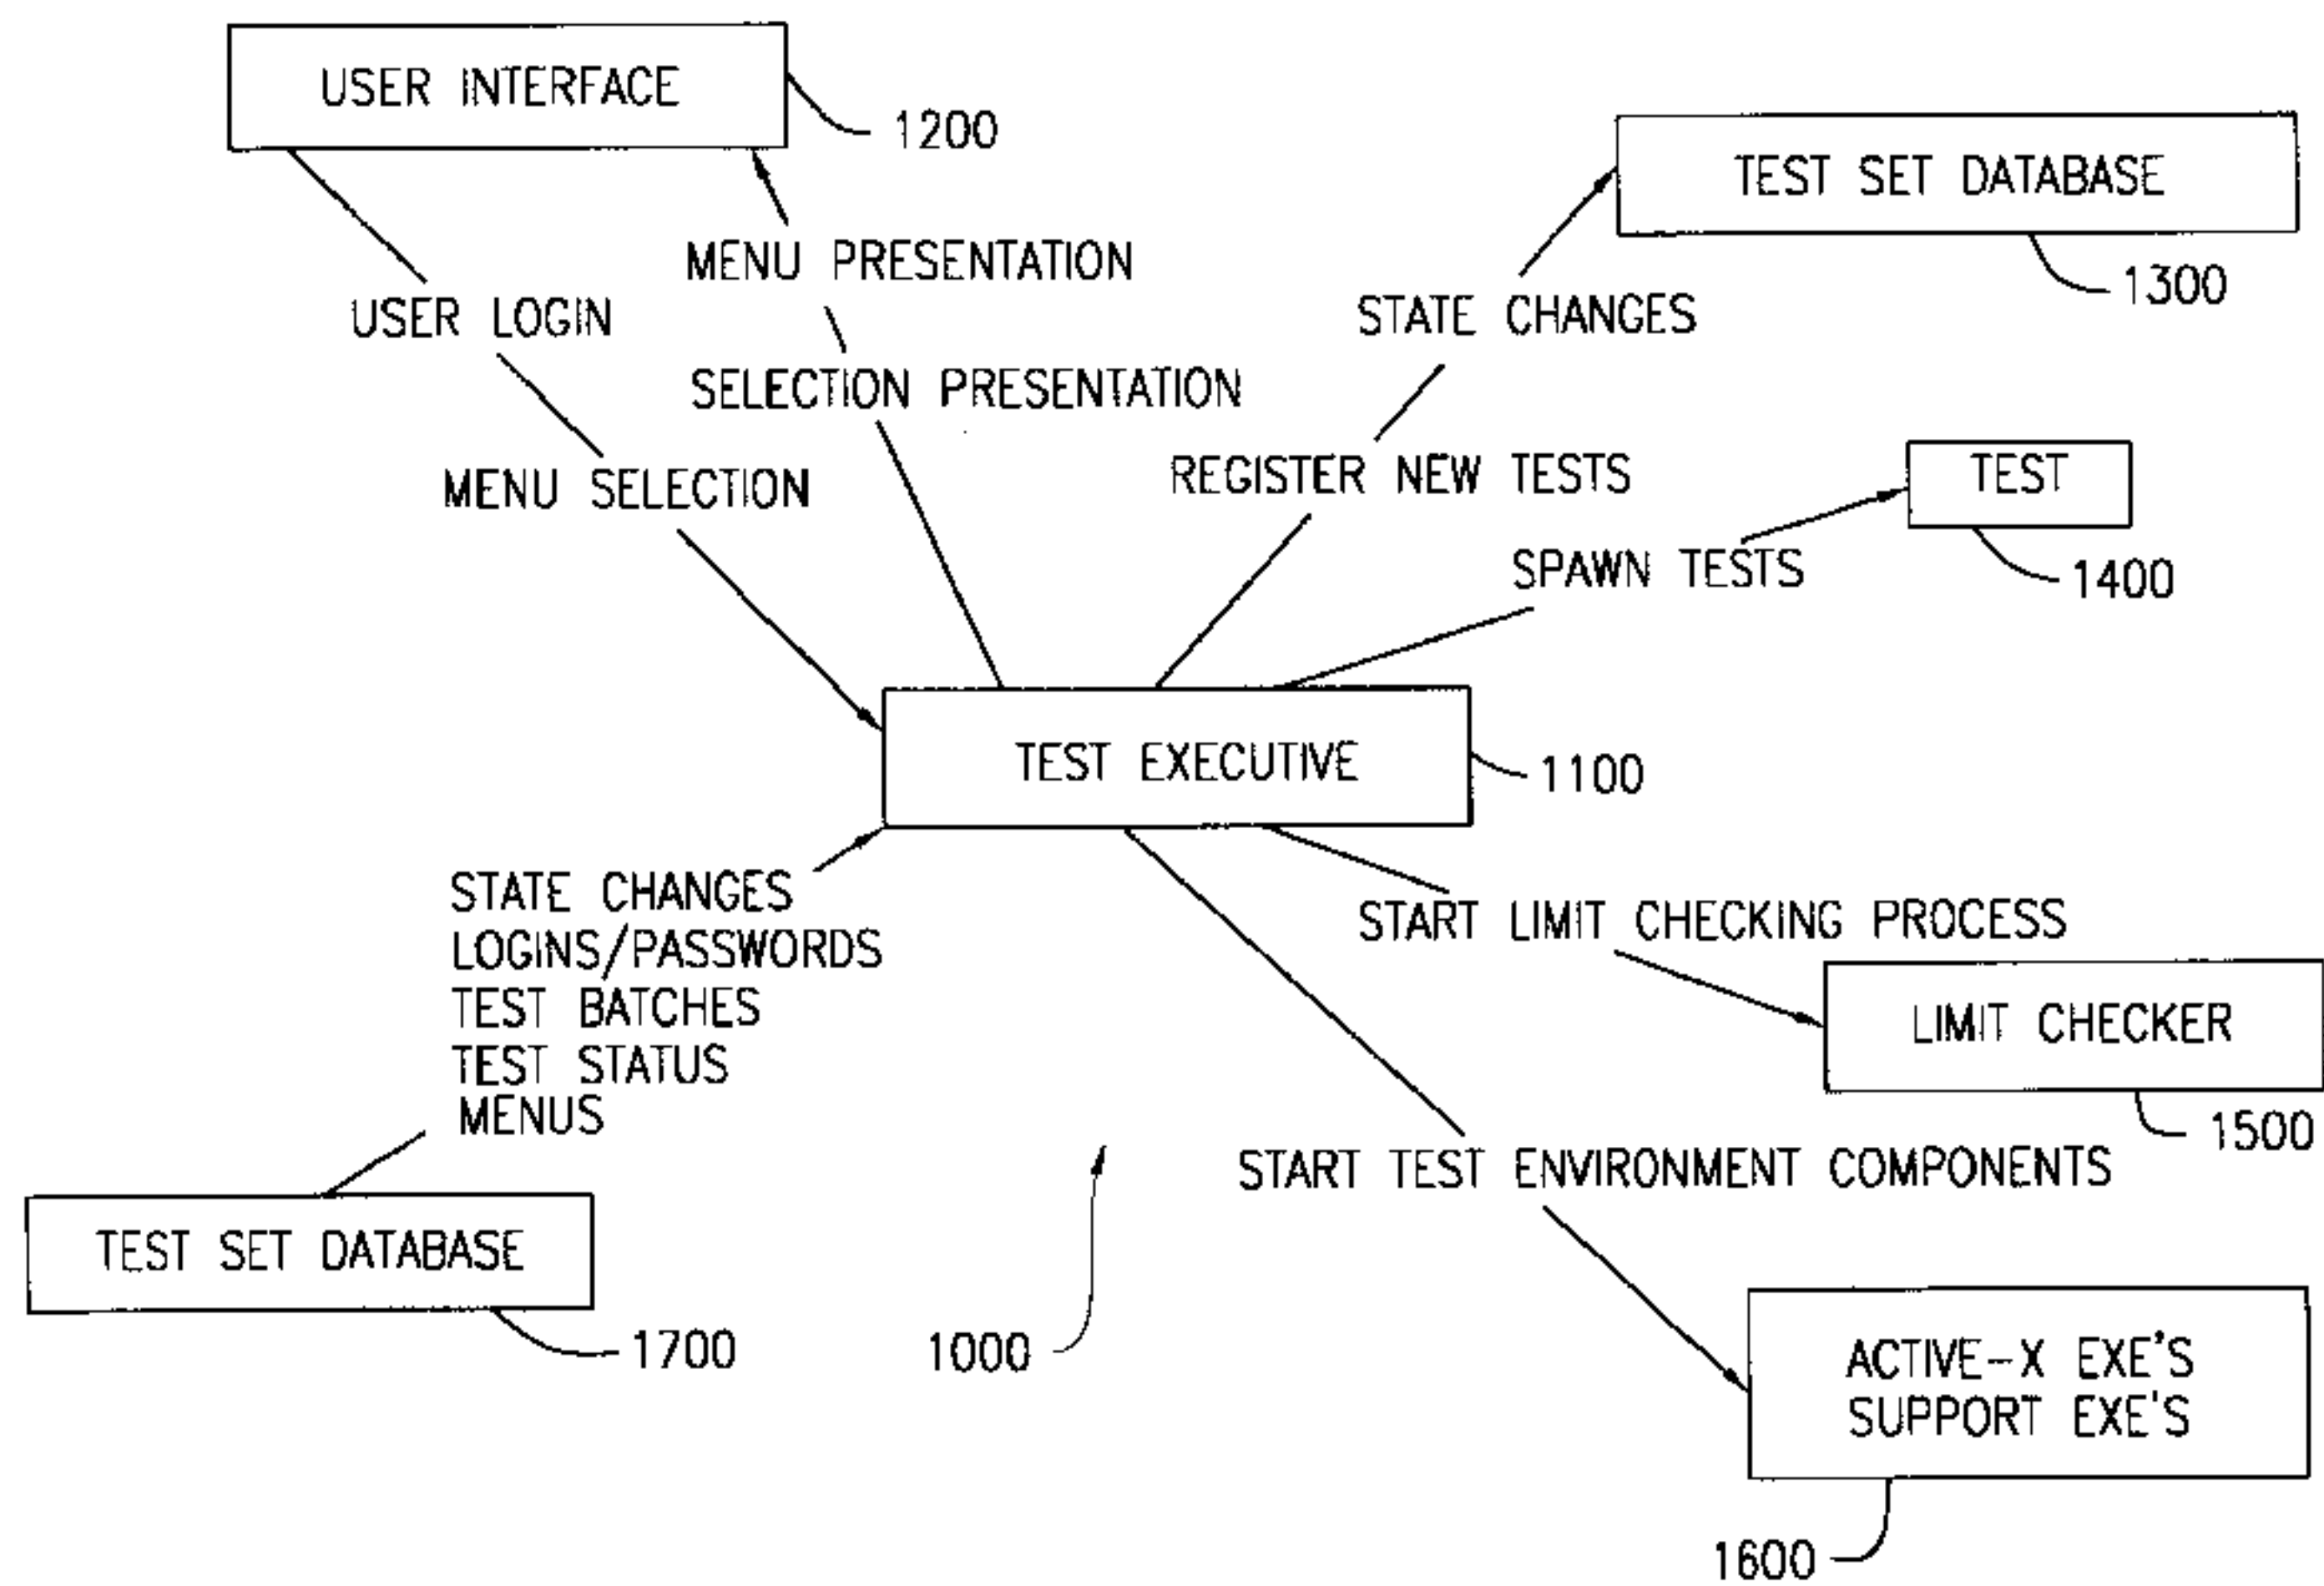 USER INTERFACE
1200
TEST SET DATABASE
1300
MENU PRESENTATION
USER LOGIN
STATE CHANGES
SELECTION PRESENTATION
MENU SELECTION
REGISTER NEW TESTS
TEST
1400
SPAWN TESTS
TEST EXECUTIVE
1100
STATE CHANGES
LOGINS/PASSWORDS
TEST BATCHES
TEST STATUS
MENUS
START LIMIT CHECKING PROCESS
LIMIT CHECKER
1500
START TEST ENVIRONMENT COMPONENTS
TEST SET DATABASE
1700
1000
ACTIVE-X EXE'S
SUPPORT EXE'S
1600